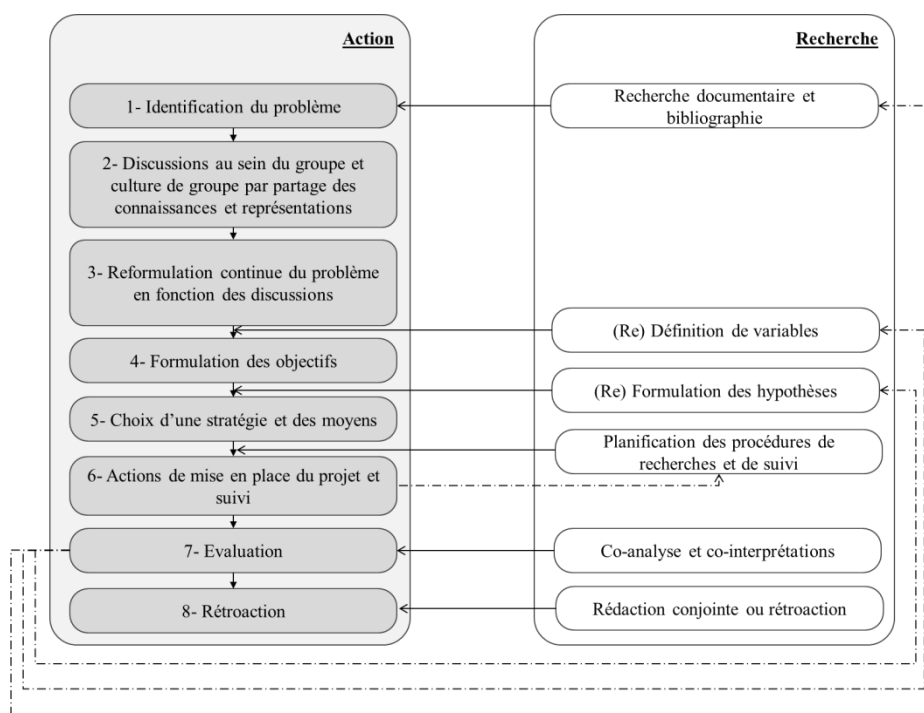 Action
1- Identification du problème
2- Discussions au sein du groupe et
culture de groupe par partage des
connaissances et représentations
3- Reformulation continue du problème
en fonction des discussions
4- Formulation des objectifs
5- Choix d’une stratégie et des moyens
6- Actions de mise en place du projet et
suivi
7- Evaluation
8- Rétroaction
Recherche
Recherche documentaire et
bibliographie
(Re) Définition de variables
(Re) Formulation des hypothèses
Planification des procédures de
recherches et de suivi
Co-analyse et co-interprétations
Rédaction conjointe ou rétroaction